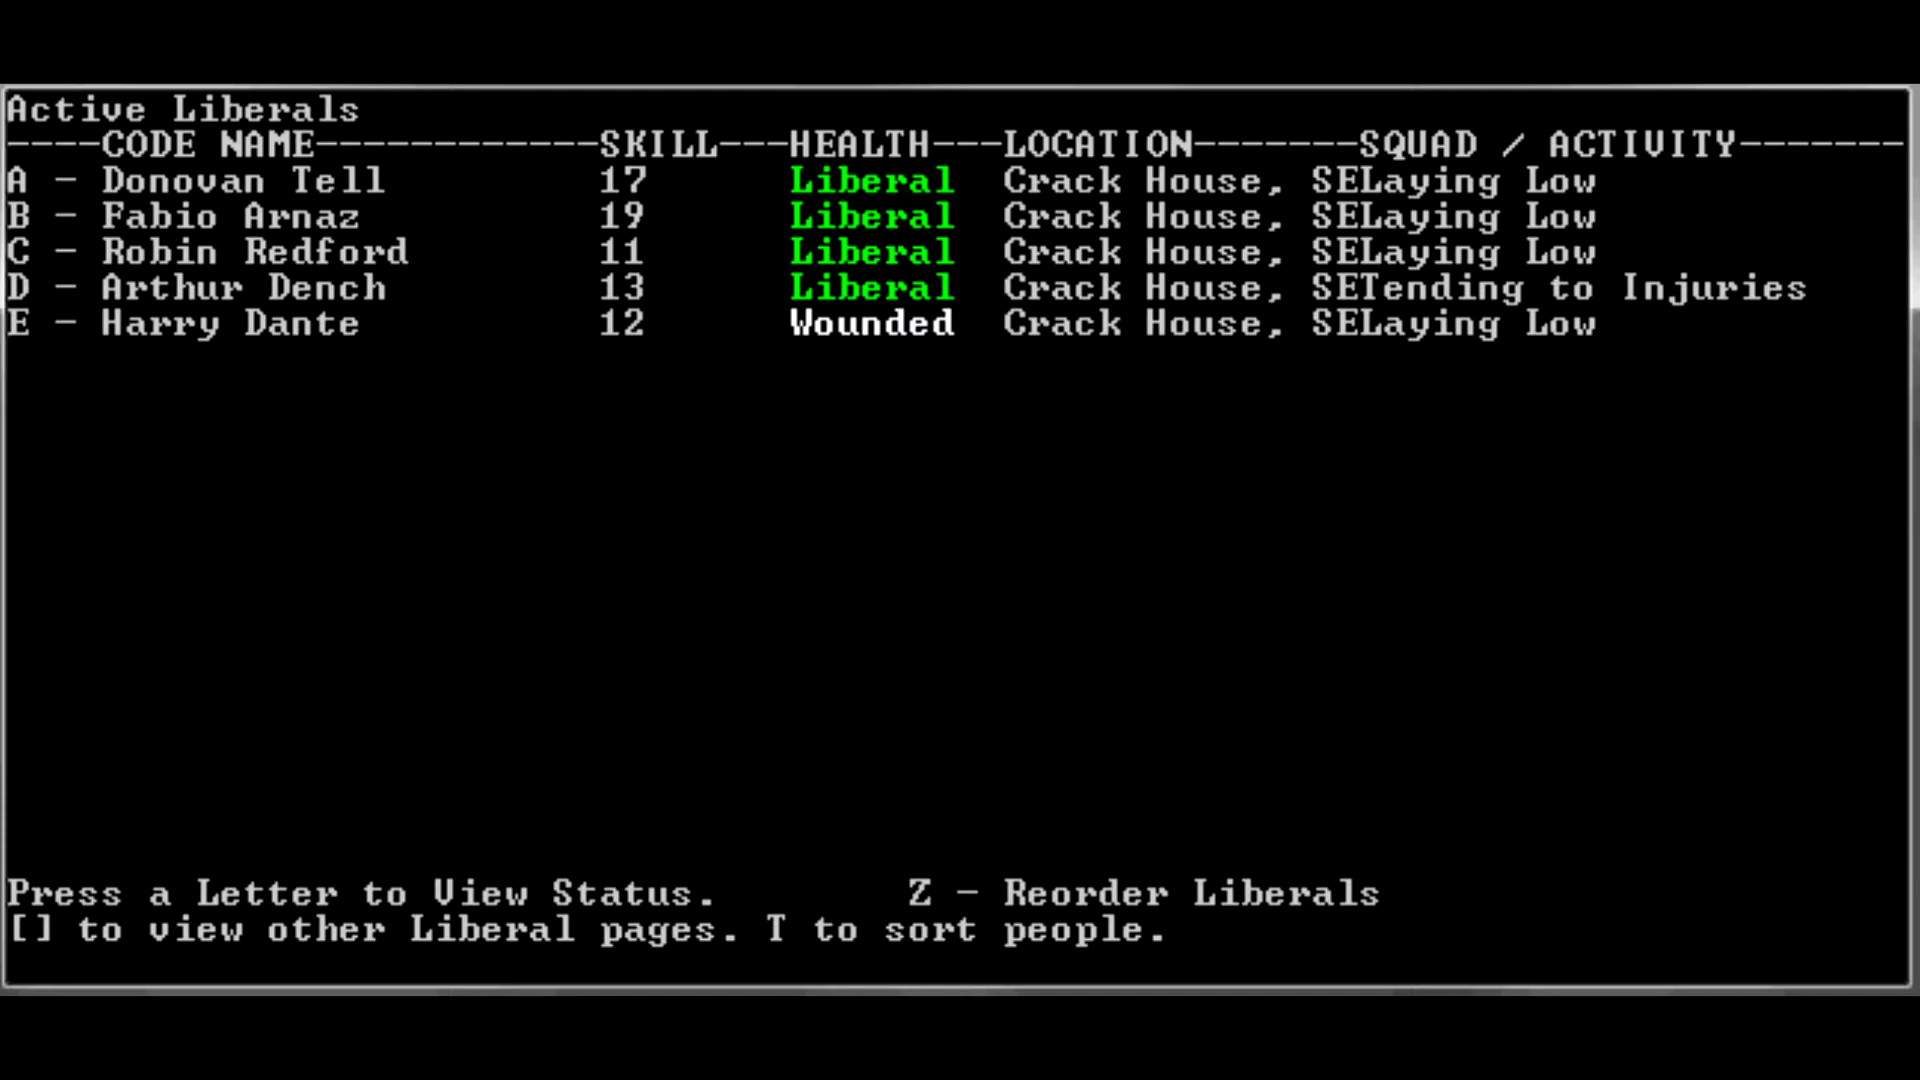 Active Liberals
----CODE NAME------------SKILL---HEALTH---LOCATION-------SQUAD / ACTIVITY-------
A - Donovan Tell         17      Liberal  Crack House, SELaying Low
B - Fabio Arnaz          19      Liberal  Crack House, SELaying Low
C - Robin Redford        11      Liberal  Crack House, SELaying Low
D - Arthur Dench         13      Liberal  Crack House, SETending to Injuries
E - Harry Dante          12      Wounded  Crack House, SELaying Low
Press a Letter to View Status.        Z - Reorder Liberals
[] to view other Liberal pages. T to sort people.